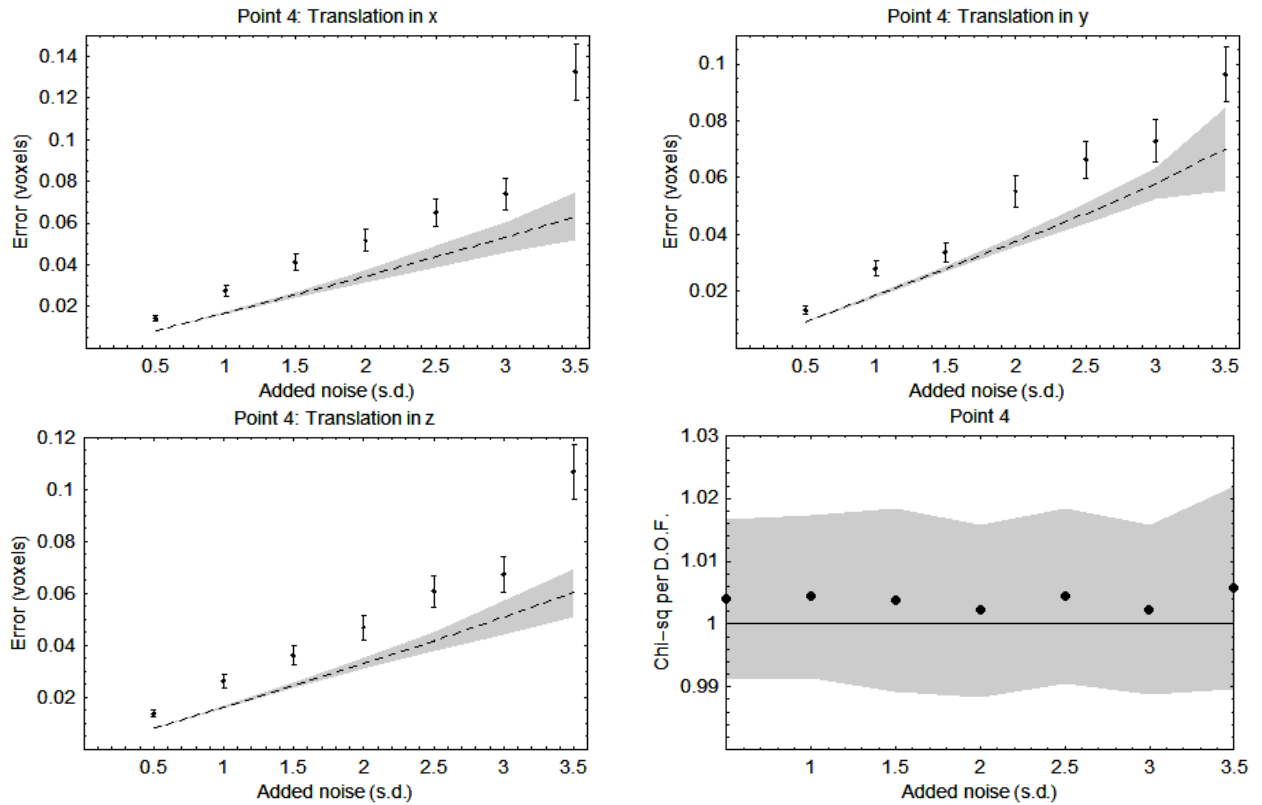 Point 4: Translation in x
0.14
0.12
0.1
0.08
0.06
0.04
0.02
Error (voxels)
0.5 1 1.5 2 2.5 3 3.5
Added noise (s.d.)
Point 4: Translation in y
0.1
0.08
0.06
0.04
0.02
Error (voxels)
0.5 1 1.5 2 2.5 3 3.5
Added noise (s.d.)
Point 4: Translation in z
0.12
0.1
0.08
0.06
0.04
0.02
Error (voxels)
0.5 1 1.5 2 2.5 3 3.5
Added noise (s.d.)
Point 4
1.03
1.02
1.01
1
0.99
Chi-sq per D.O.F.
1 1.5 2 2.5 3 3.5
Added noise (s.d.)